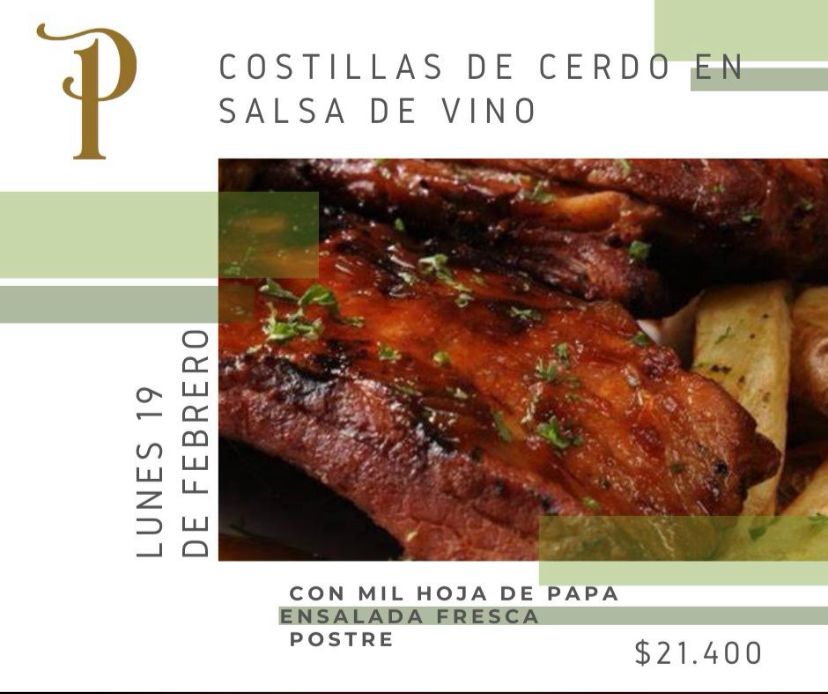 P
COSTILLAS DE CERDO EN
SALSA DE VINO
LUNES 19
DE FEBRERO
CON MIL HOJA DE PAPA
ENSALADA FRESCA
POSTRE
$21.400